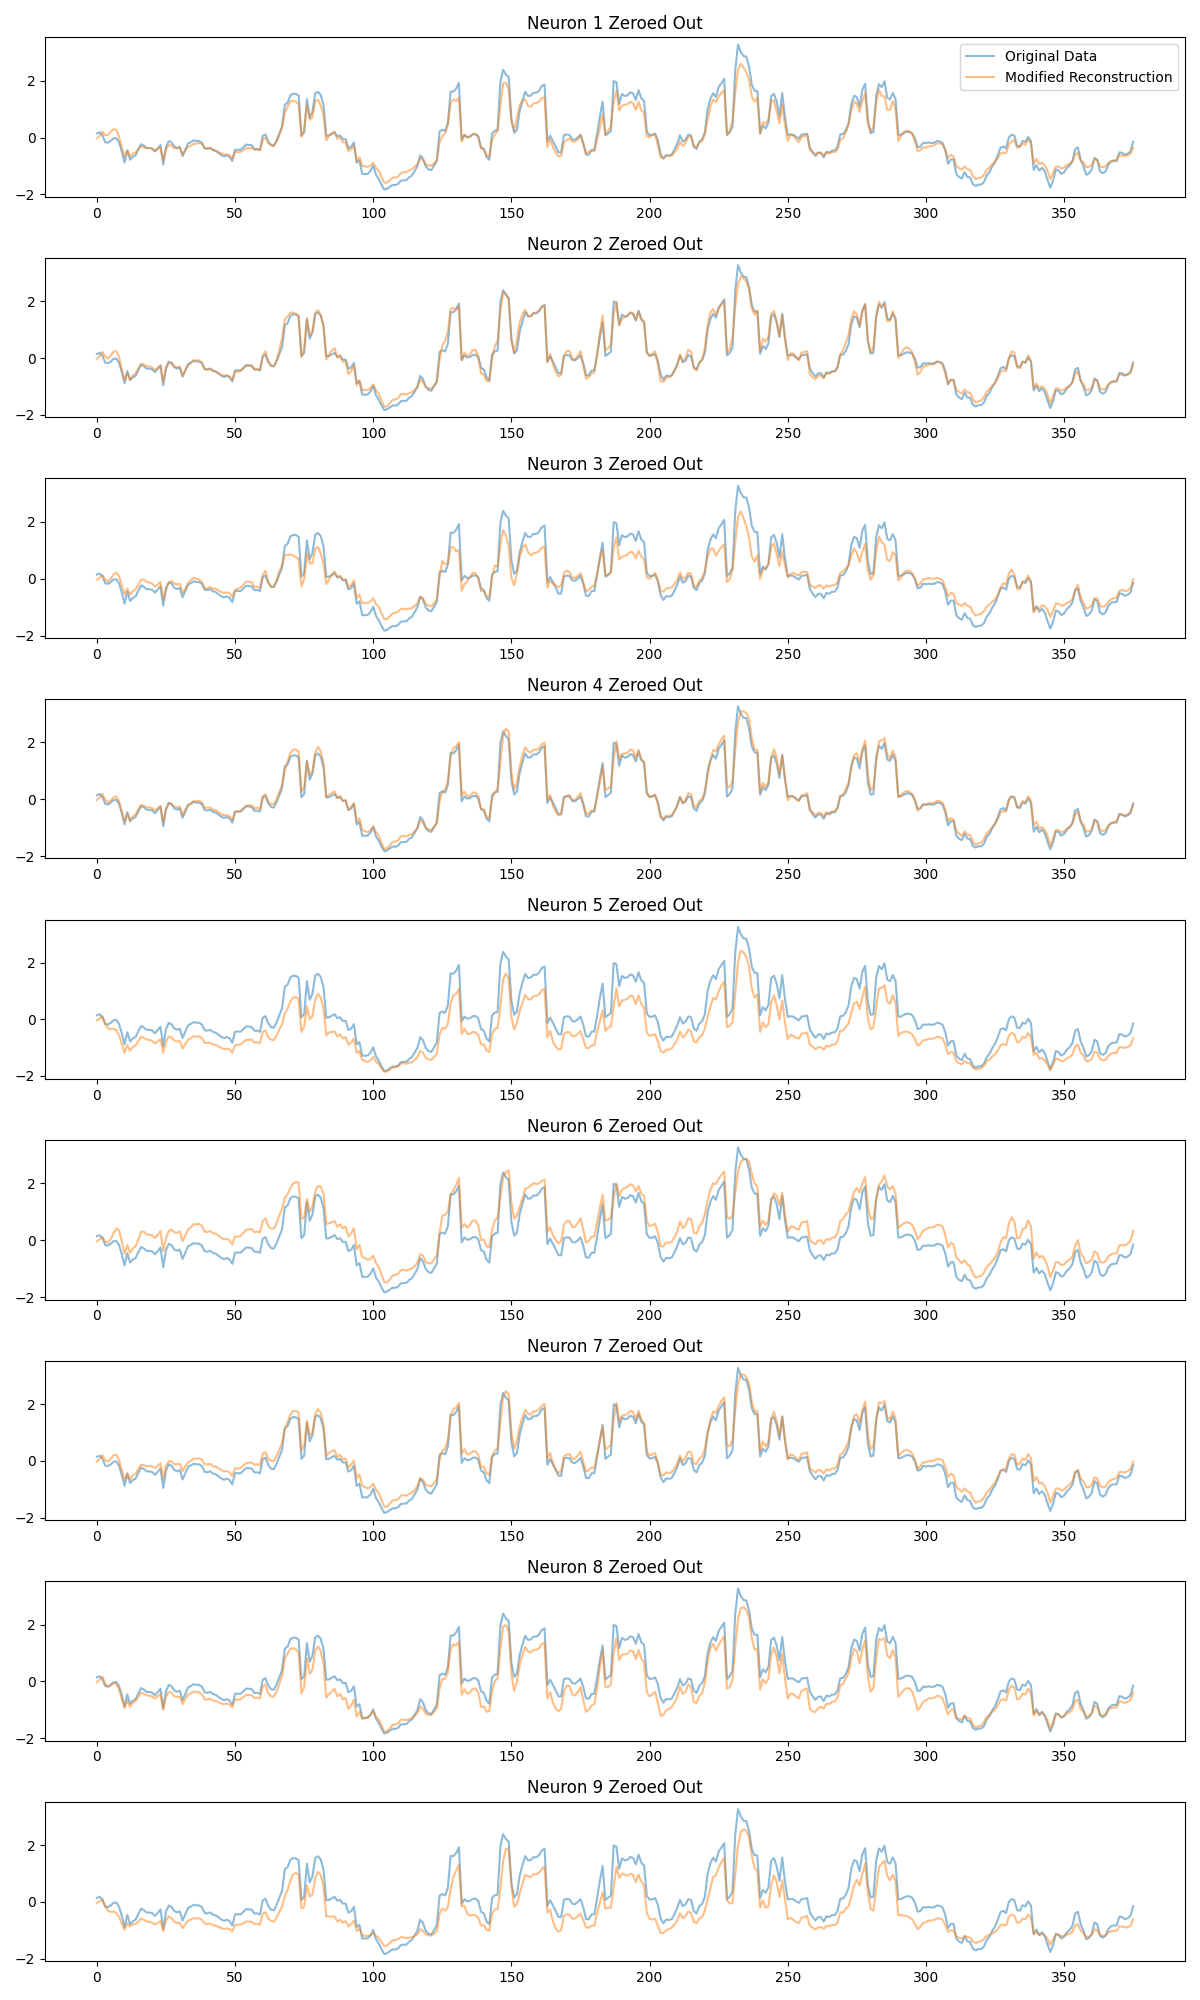 Neuron 1 Zeroed Out
Original Data
Modified Reconstruction
2
0
−2
0 50 100 150 200 250 300 350
Neuron 2 Zeroed Out
2
0
−2
0 50 100 150 200 250 300 350
Neuron 3 Zeroed Out
2
0
−2
0 50 100 150 200 250 300 350
Neuron 4 Zeroed Out
2
0
−2
0 50 100 150 200 250 300 350
Neuron 5 Zeroed Out
2
0
−2
0 50 100 150 200 250 300 350
Neuron 6 Zeroed Out
2
0
−2
0 50 100 150 200 250 300 350
Neuron 7 Zeroed Out
2
0
−2
0 50 100 150 200 250 300 350
Neuron 8 Zeroed Out
2
0
−2
0 50 100 150 200 250 300 350
Neuron 9 Zeroed Out
2
0
−2
0 50 100 150 200 250 300 350